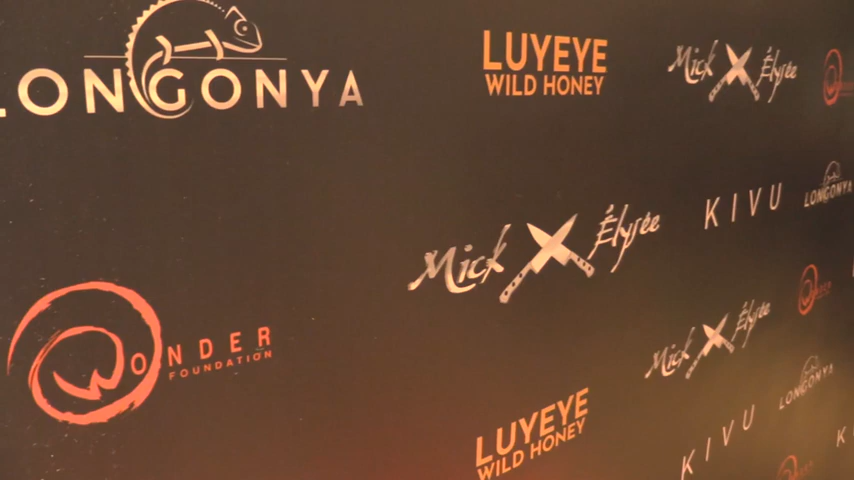 LONGONYA
LUYEYE
WILD HONEY
Mick Élysée
KIVU
LONGONYA
Mick Élysée
WONDER
FOUNDATION
Mick Élysée
LONGONYA
LUYEYE
WILD HONEY
KIVU